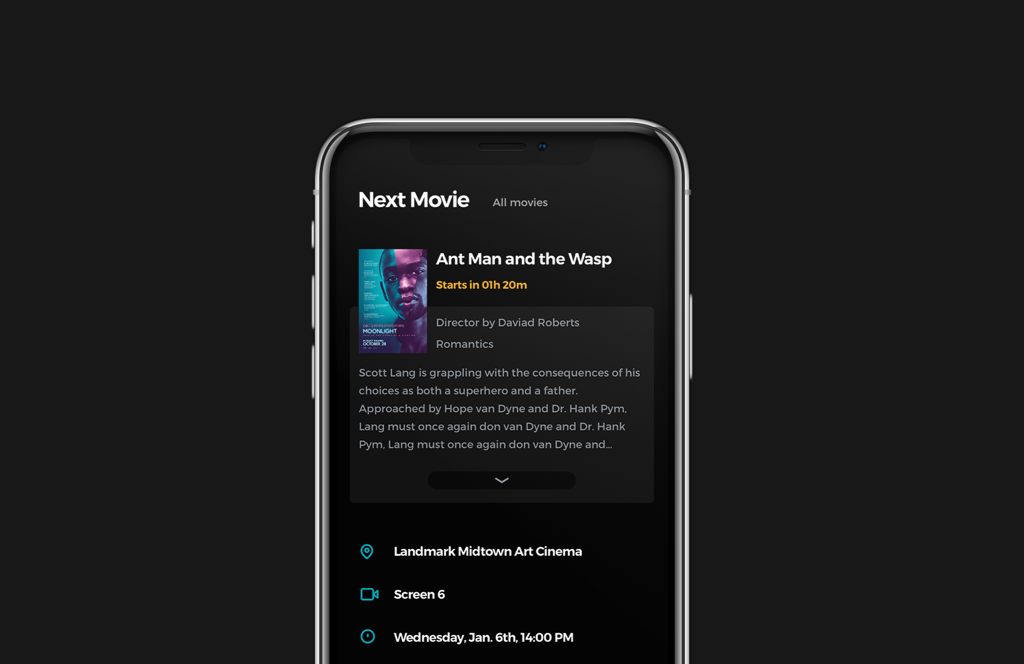 Next Movie All movies
Ant Man and the Wasp
Starts in 01h 20m
Director by Daviad Roberts
Romantics
MOONLIGHT
OCTOBER 28
Scott Lang is grappling with the consequences of his
choices as both a superhero and a father.
Approached by Hope van Dyne and Dr. Hank Pym,
Lang must once again don van Dyne and Dr. Hank
Pym, Lang must once again don van Dyne and...
Landmark Midtown Art Cinema
Screen 6
Wednesday, Jan. 6th, 14:00 PM